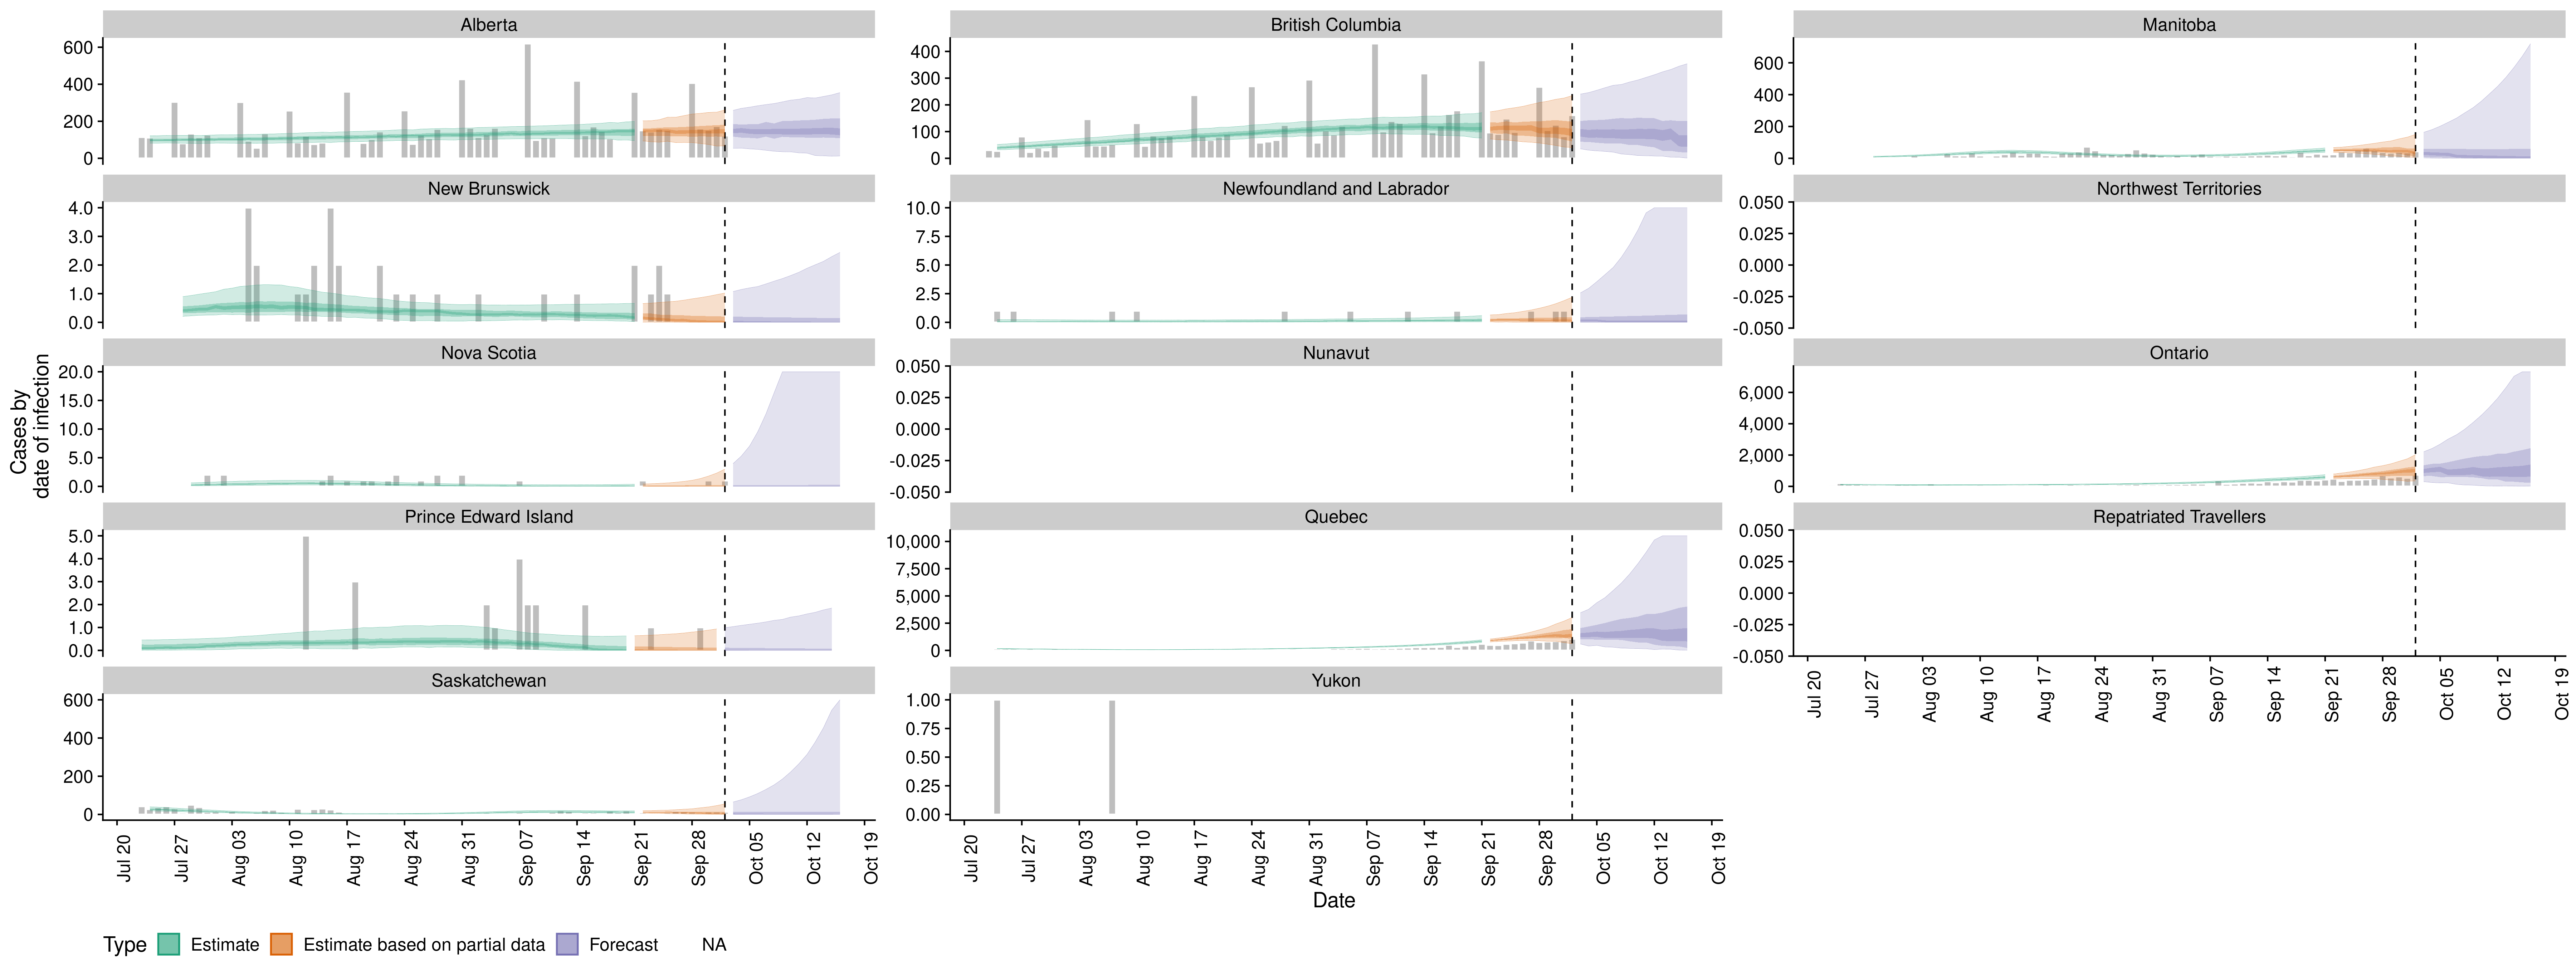 Alberta
British Columbia
Manitoba
600
400
200
0
400
300
200
100
0
600
400
200
0
New Brunswick
Newfoundland and Labrador
Northwest Territories
4.0
3.0
2.0
1.0
0.0
10.0
7.5
5.0
2.5
0.0
0.050
0.025
0.000
-0.025
-0.050
Nova Scotia
Nunavut
Ontario
20.0
15.0
10.0
5.0
0.0
0.050
0.025
0.000
-0.025
-0.050
6,000
4,000
2,000
0
Cases by
date of infection
Prince Edward Island
Quebec
Repatriated Travellers
5.0
4.0
3.0
2.0
1.0
0.0
10,000
7,500
5,000
2,500
0
0.050
0.025
0.000
-0.025
-0.050
Jul 20
Jul 27
Aug 03
Aug 10
Aug 17
Aug 24
Aug 31
Sep 07
Sep 14
Sep 21
Sep 28
Oct 05
Oct 12
Oct 19
Saskatchewan
Yukon
600
400
200
0
1.00
0.75
0.50
0.25
0.00
Jul 20
Jul 27
Aug 03
Aug 10
Aug 17
Aug 24
Aug 31
Sep 07
Sep 14
Sep 21
Sep 28
Oct 05
Oct 12
Oct 19
Jul 20
Jul 27
Aug 03
Aug 10
Aug 17
Aug 24
Aug 31
Sep 07
Sep 14
Sep 21
Sep 28
Oct 05
Oct 12
Oct 19
Date
Type Estimate Estimate based on partial data Forecast NA